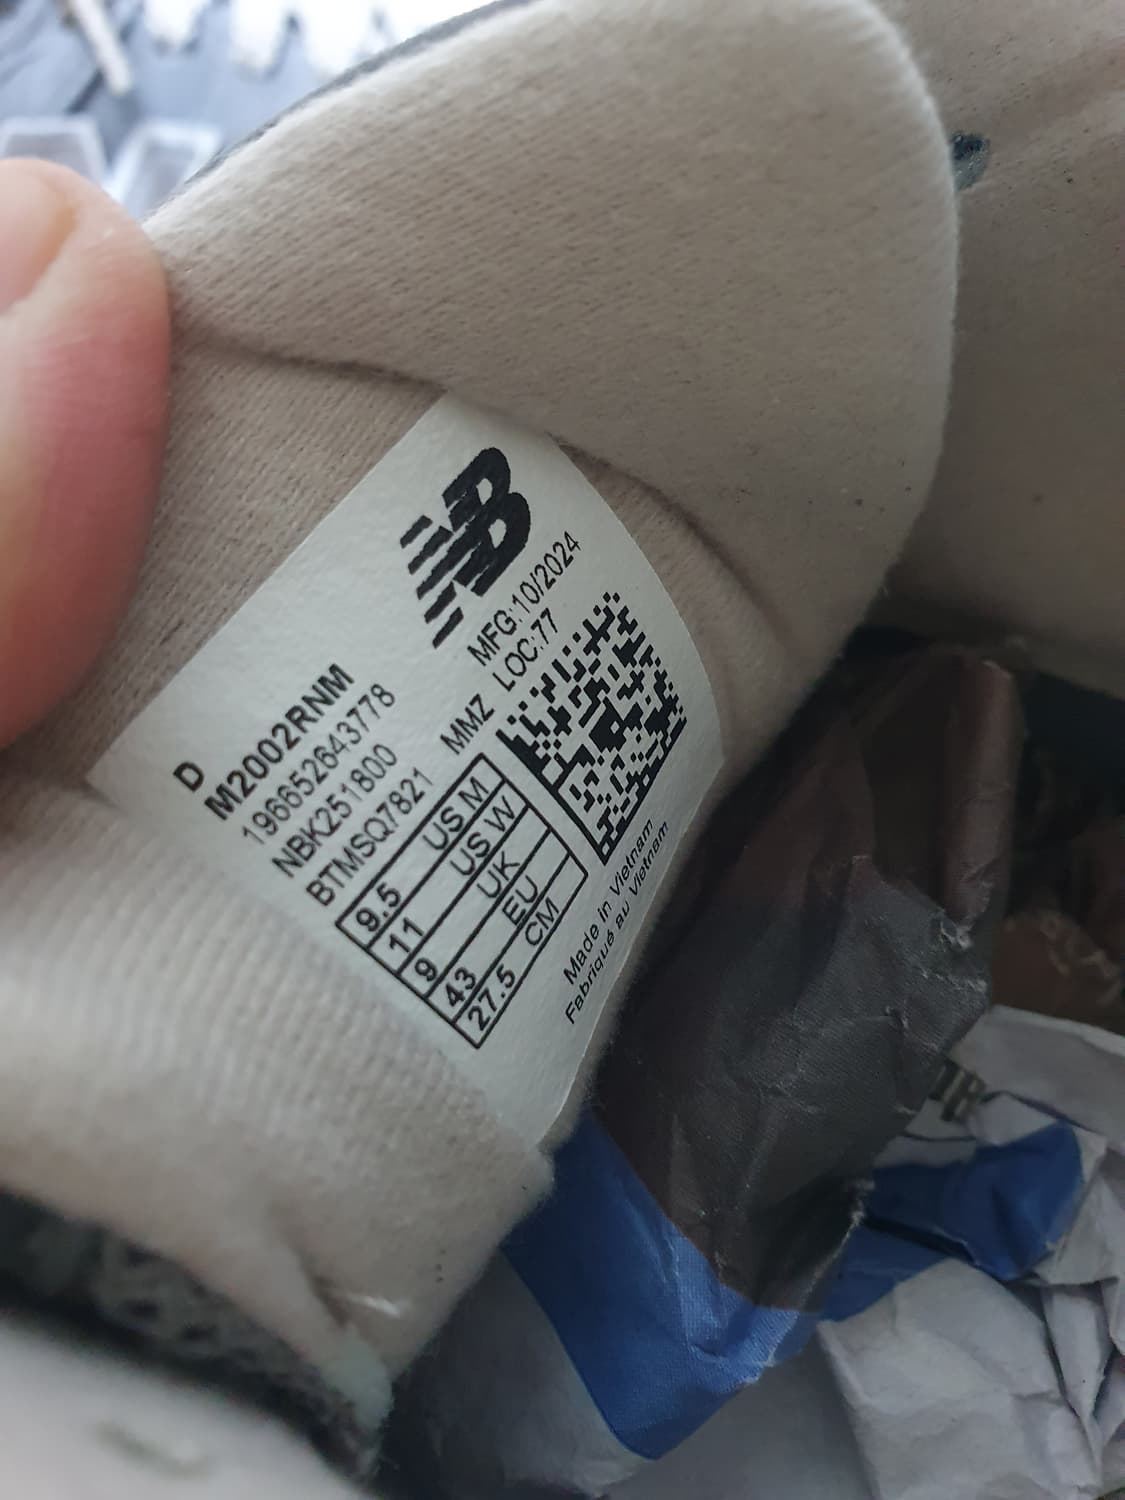 NB
MFG:10/2024
LOC:77
D
M2002RNM
196652643778
NBK251800
BTMSQ7821 MMZ
9.5 US M
11 US W
9 UK
43 EU
27.5 CM
Made in Vietnam
Fabriqué au Vietnam